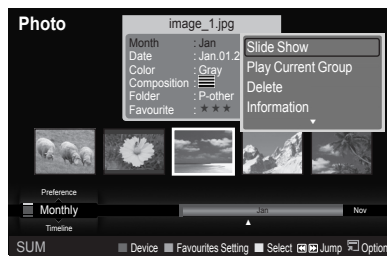 Photo
image_1.jpg
Month : Jan
Date : Jan.01.2
Color : Gray
Composition :
Folder : P-other
Favourite : ★ ★ ★
Slide Show
Play Current Group
Delete
Information
Preference
Monthly
Timeline
Jan
Nov
SUM
Device
Favourites Setting
Select
Jump
Option